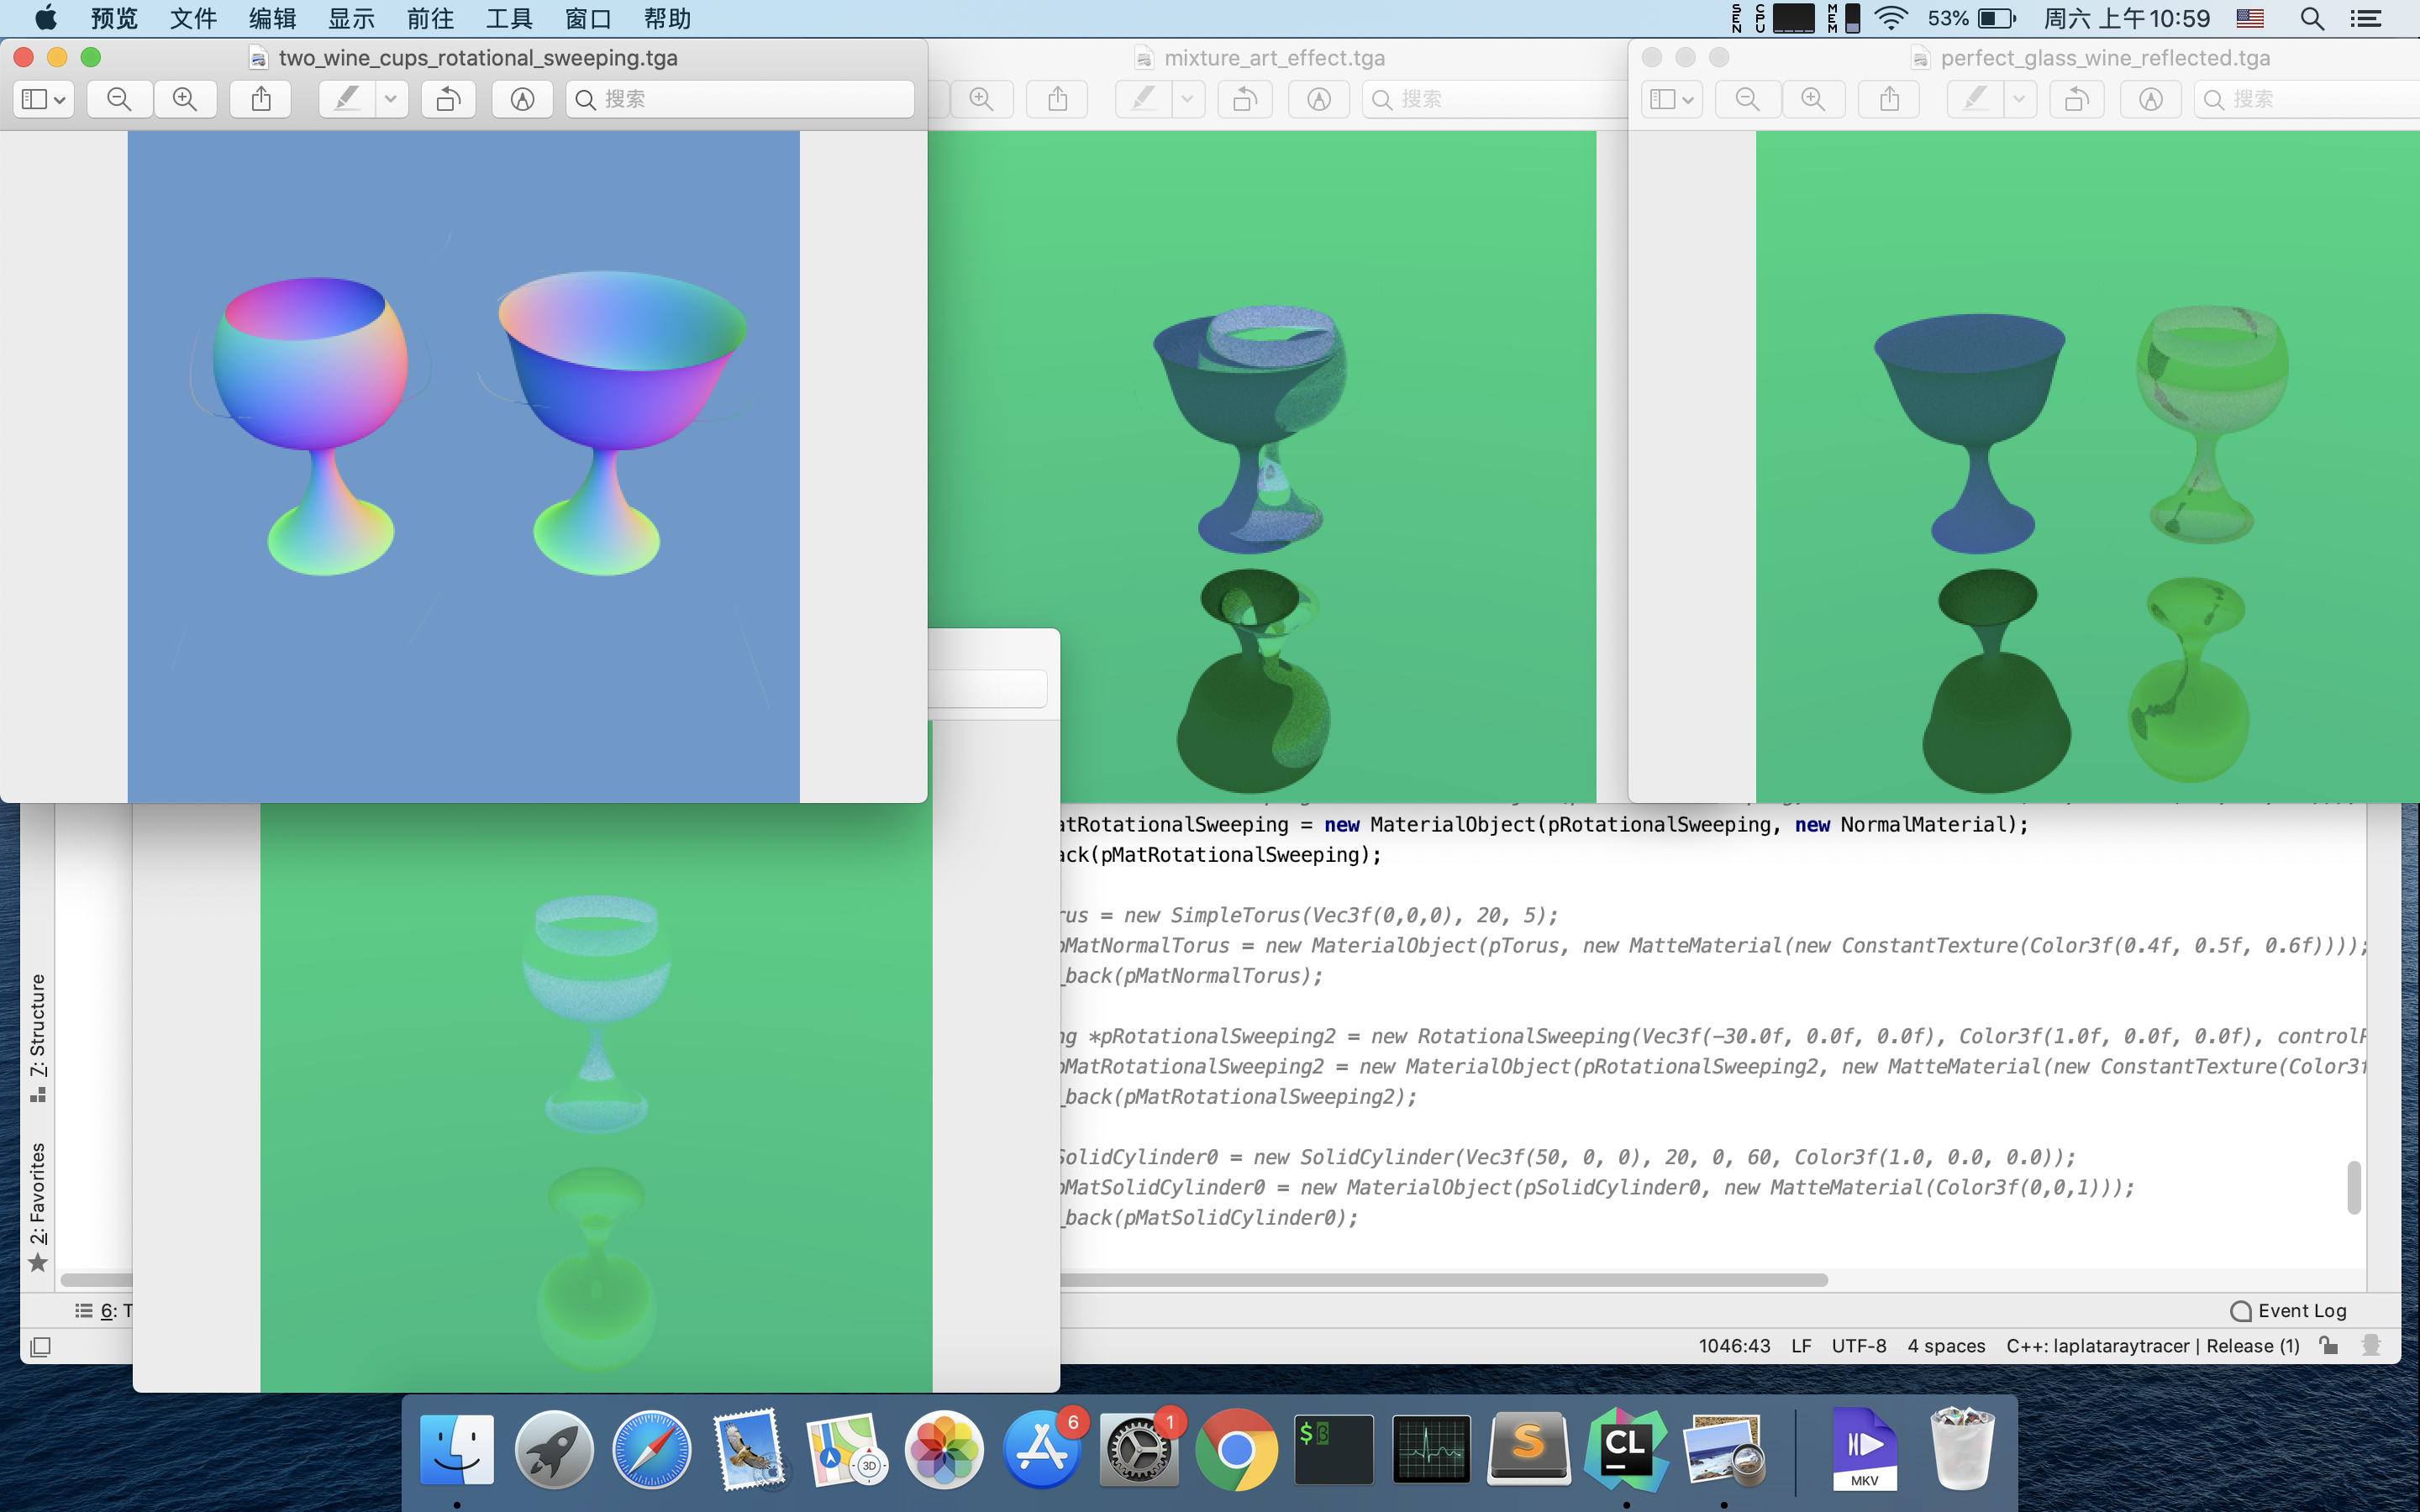 预览 文件 编辑 显示 前往 工具 窗口 帮助
SEN CPU MEM 53% 周六 上午10:59
two_wine_cups_rotational_sweeping.tga
搜索
mixture_art_effect.tga
搜索
perfect_glass_wine_reflected.tga
搜索
atRotationalSweeping = new MaterialObject(pRotationalSweeping, new NormalMaterial);
ack(pMatRotationalSweeping);
rus = new SimpleTorus(Vec3f(0,0,0), 20, 5);
pMatNormalTorus = new MaterialObject(pTorus, new MatteMaterial(new ConstantTexture(Color3f(0.4f, 0.5f, 0.6f))));
_back(pMatNormalTorus);
ng *pRotationalSweeping2 = new RotationalSweeping(Vec3f(-30.0f, 0.0f, 0.0f), Color3f(1.0f, 0.0f, 0.0f), controlP
pMatRotationalSweeping2 = new MaterialObject(pRotationalSweeping2, new MatteMaterial(new ConstantTexture(Color3f
_back(pMatRotationalSweeping2);
SolidCylinder0 = new SolidCylinder(Vec3f(50, 0, 0), 20, 0, 60, Color3f(1.0, 0.0, 0.0));
pMatSolidCylinder0 = new MaterialObject(pSolidCylinder0, new MatteMaterial(Color3f(0,0,1)));
_back(pMatSolidCylinder0);
7: Structure
2: Favorites
6: T
Event Log
1046:43 LF UTF-8 4 spaces C++: laplataraytracer | Release (1)
3D
6
1
$
S
CL
MKV